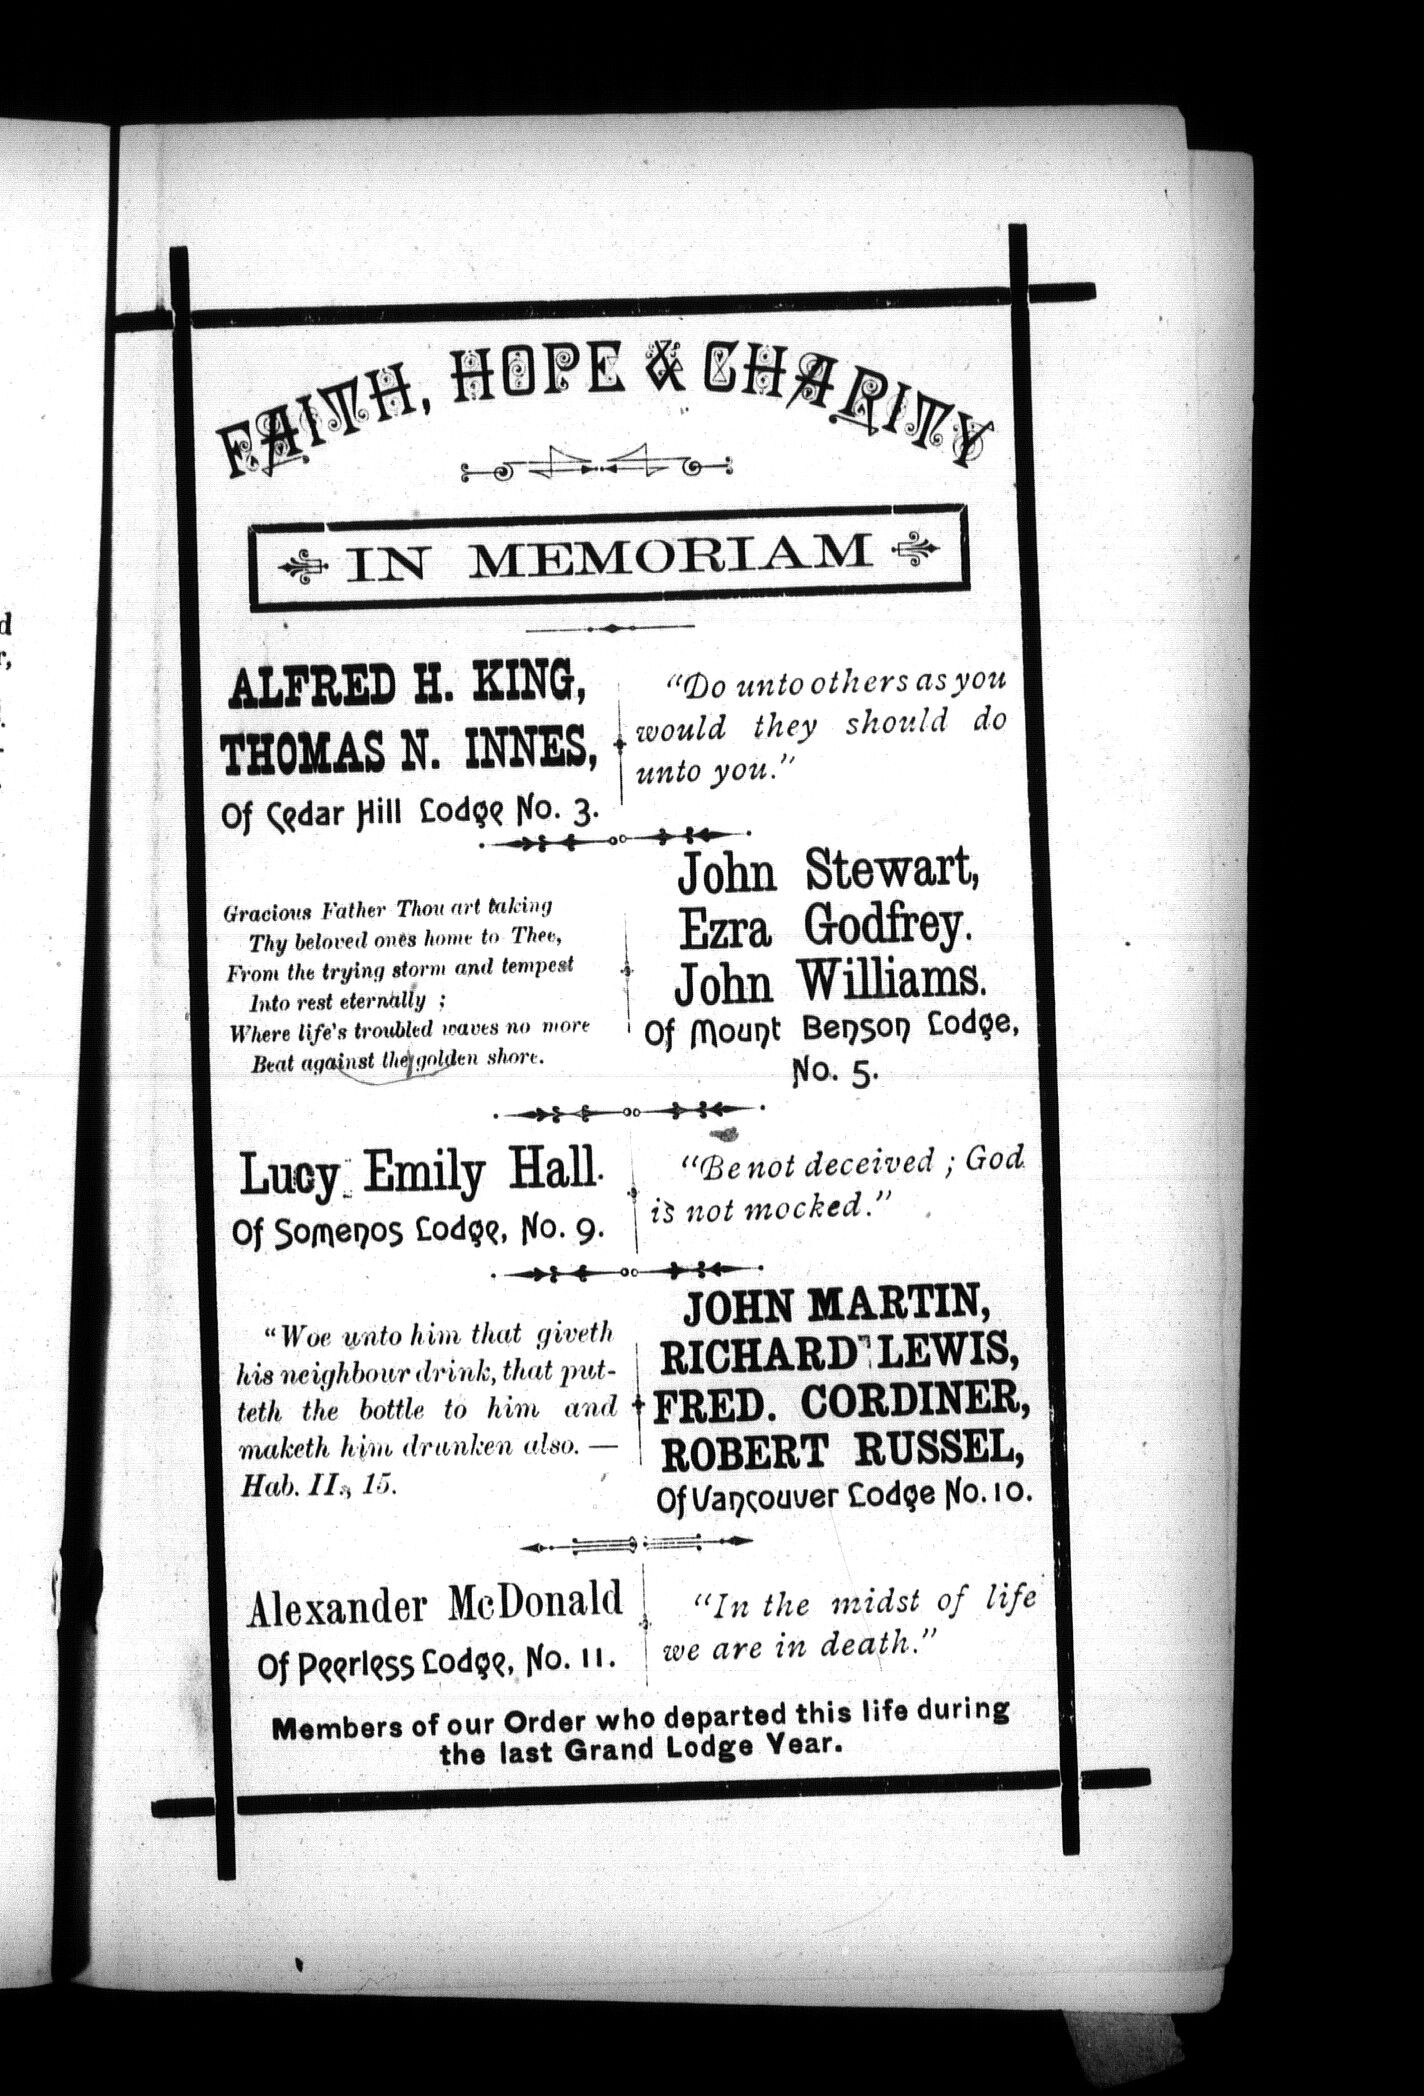 FAITH, HOPE & CHARITY
IN MEMORIAM
ALFRED H. KING,
THOMAS N. INNES,
Of Cedar Hill Lodge No. 3.
"Do unto others as you
would they should do
unto you."
Gracious Father Thou art taking
Thy beloved ones home to Thee,
From the trying storm and tempest
Into rest eternally ;
Where life's troubled waves no more
Beat against the golden shore.
John Stewart,
Ezra Godfrey.
John Williams.
Of Mount Benson Lodge,
No. 5.
Lucy Emily Hall.
Of Somenos Lodge, No. 9.
"Be not deceived ; God
is not mocked."
"Woe unto him that giveth
his neighbour drink, that put-
teth the bottle to him and
maketh him drunken also. —
Hab. II., 15.
JOHN MARTIN,
RICHARD LEWIS,
FRED. CORDINER,
ROBERT RUSSEL,
Of Vancouver Lodge No. 10.
Alexander McDonald
Of Peerless Lodge, No. 11.
"In the midst of life
we are in death."
Members of our Order who departed this life during
the last Grand Lodge Year.